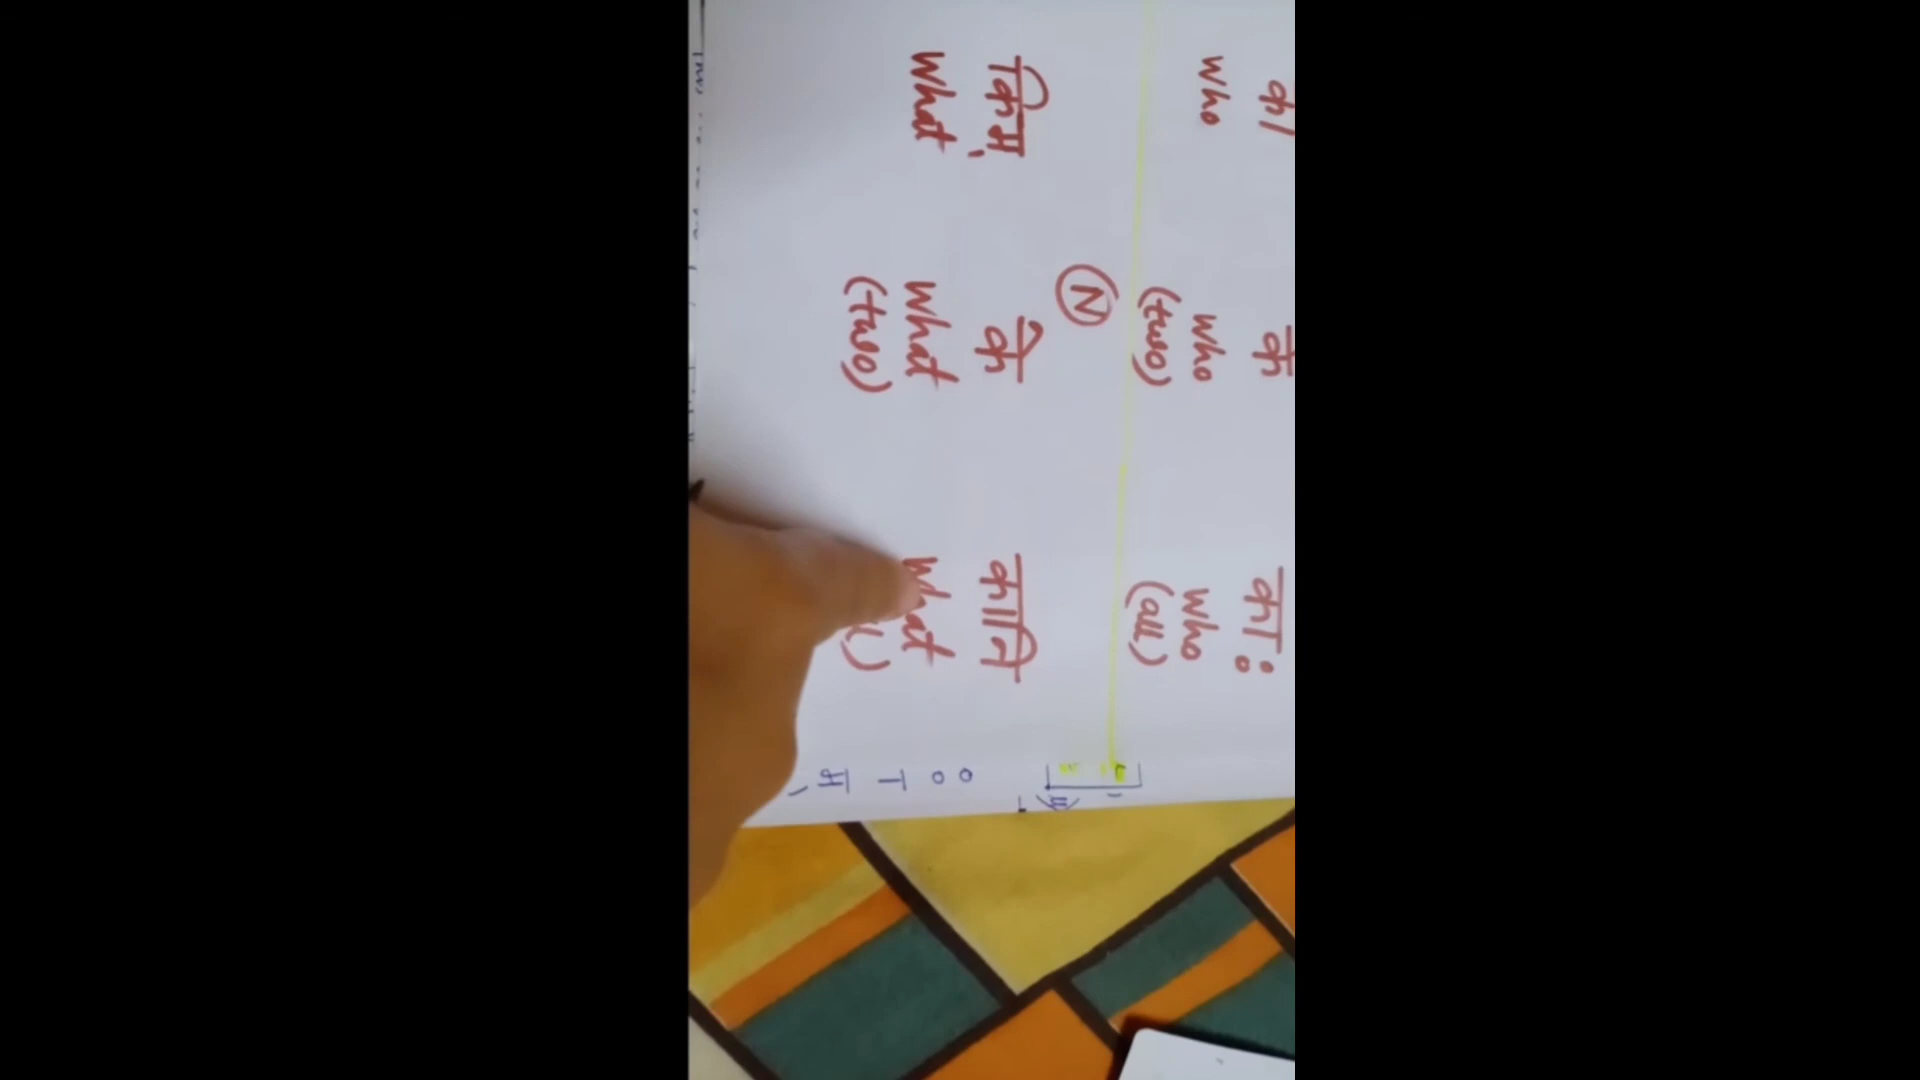 का के काः
who who who
(two) (all)
N
किम् के कानि
What What What
(two)